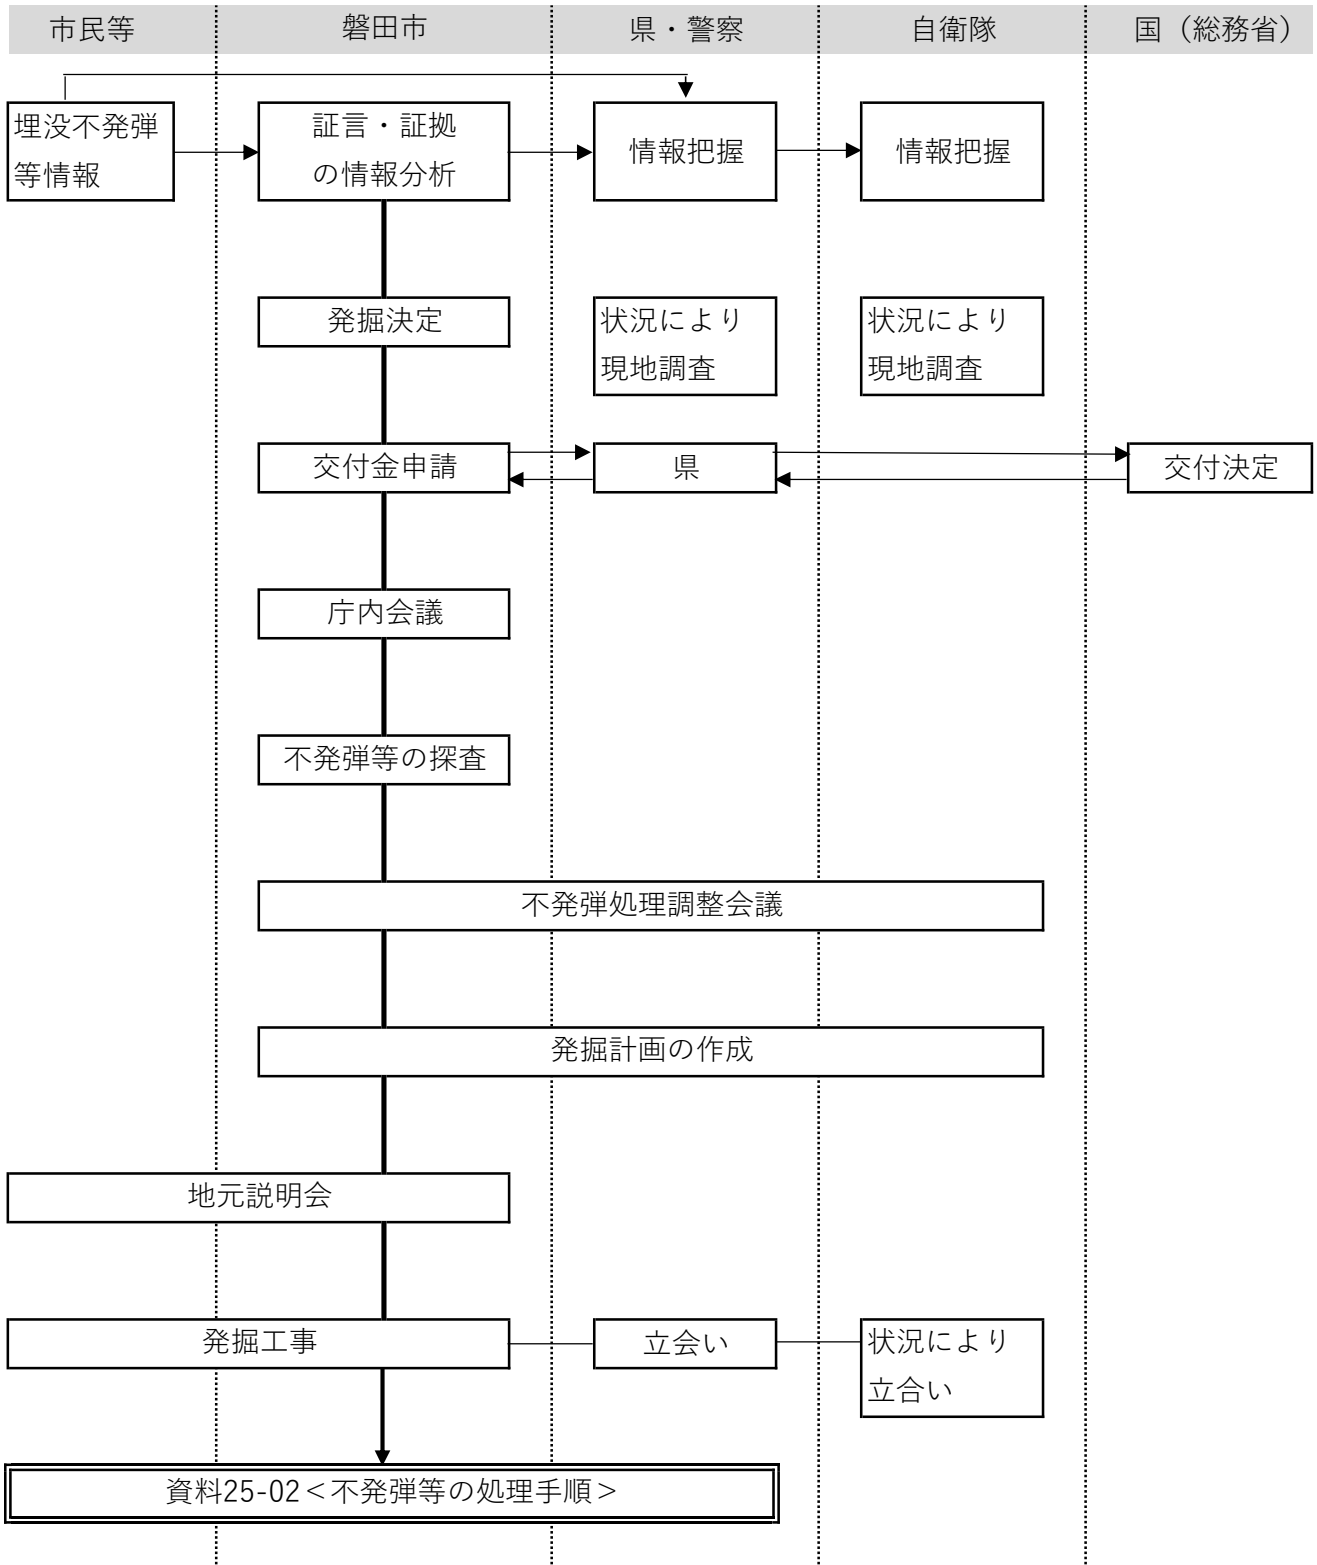 市民等
磐田市
県・警察
自衛隊
国（総務省）
埋没不発弾
等情報
証言・証拠
の情報分析
情報把握
情報把握
発掘決定
状況により
現地調査
状況により
現地調査
交付金申請
県
交付決定
庁内会議
不発弾等の探査
不発弾処理調整会議
発掘計画の作成
地元説明会
発掘工事
立会い
状況により
立合い
資料25-02＜不発弾等の処理手順＞